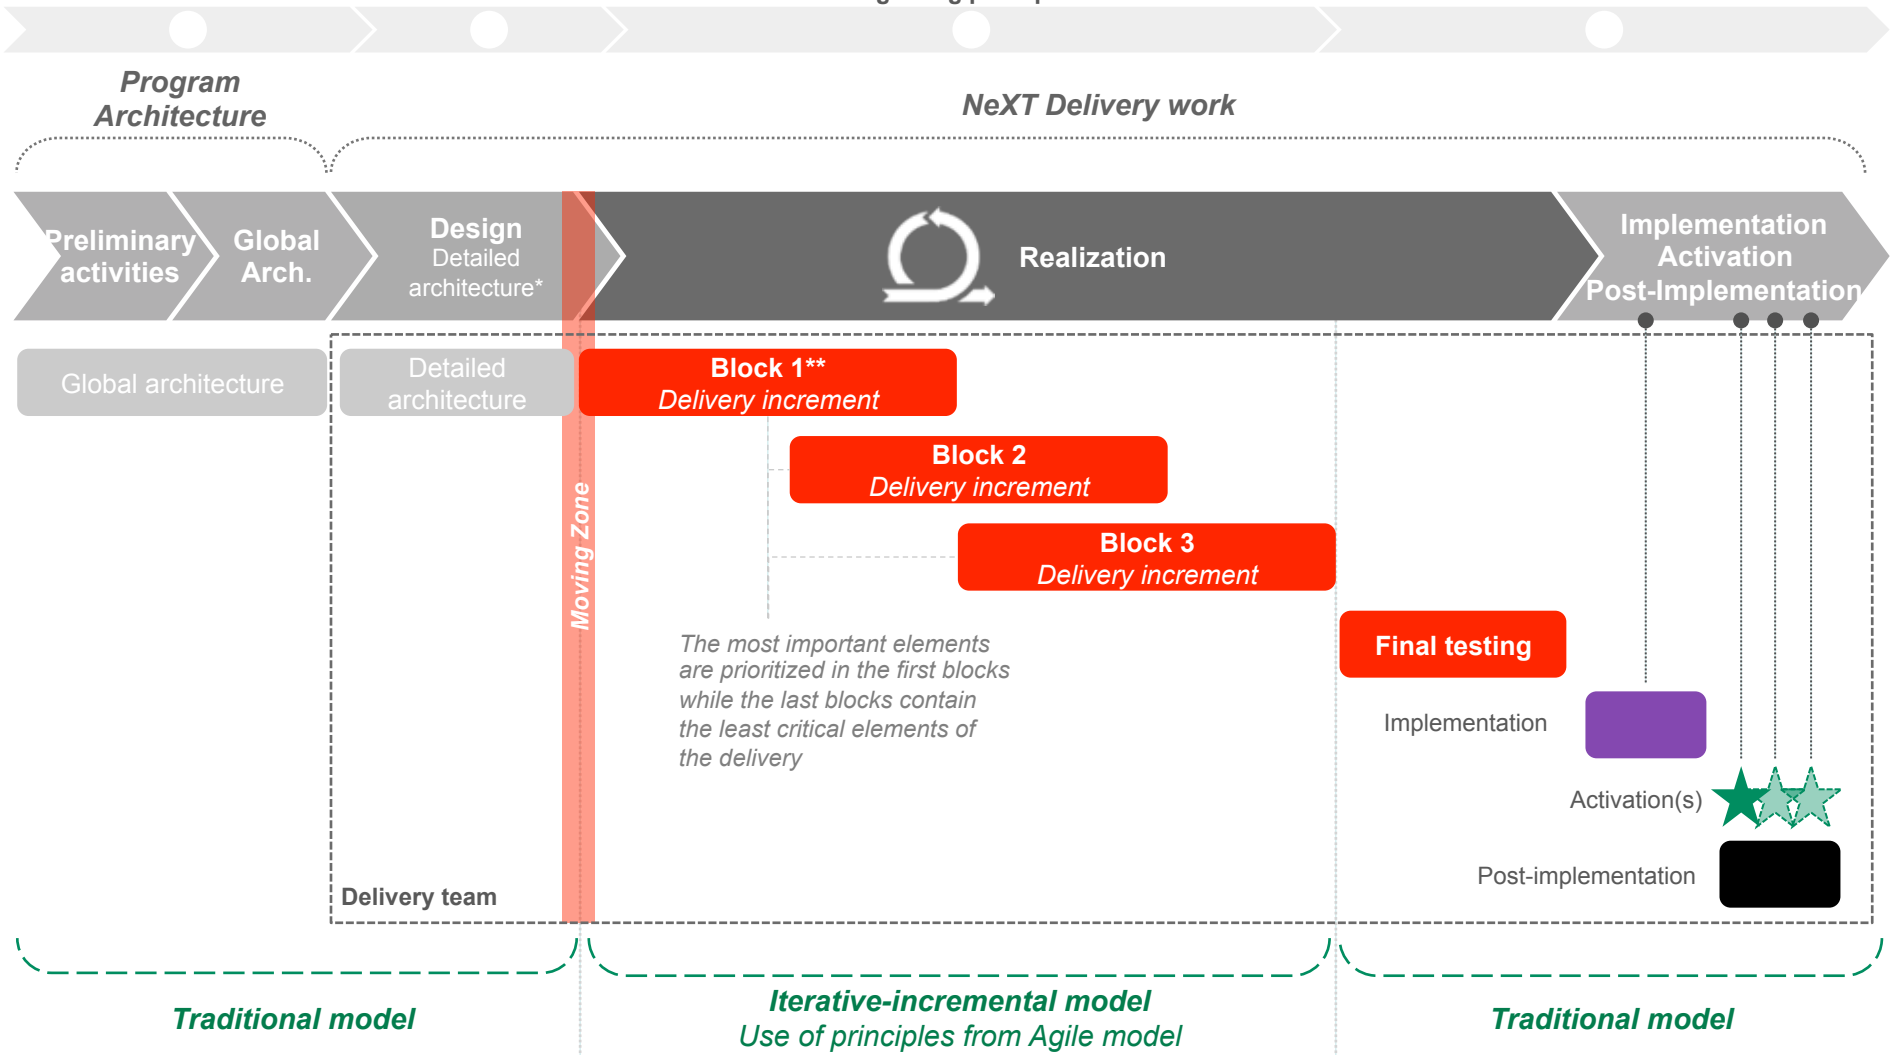 Program
Architecture
NeXT Delivery work
Preliminary
activities
Global
Arch.
Design
Detailed
architecture*
Realization
Implementation
Activation
Post-Implementation
Global architecture
Detailed
architecture
Block 1**
Delivery increment
Block 2
Delivery increment
Block 3
Delivery increment
Moving Zone
The most important elements
are prioritized in the first blocks
while the last blocks contain
the least critical elements of
the delivery
Final testing
Implementation
Activation(s)
Post-implementation
Delivery team
Traditional model
Iterative-incremental model
Use of principles from Agile model
Traditional model